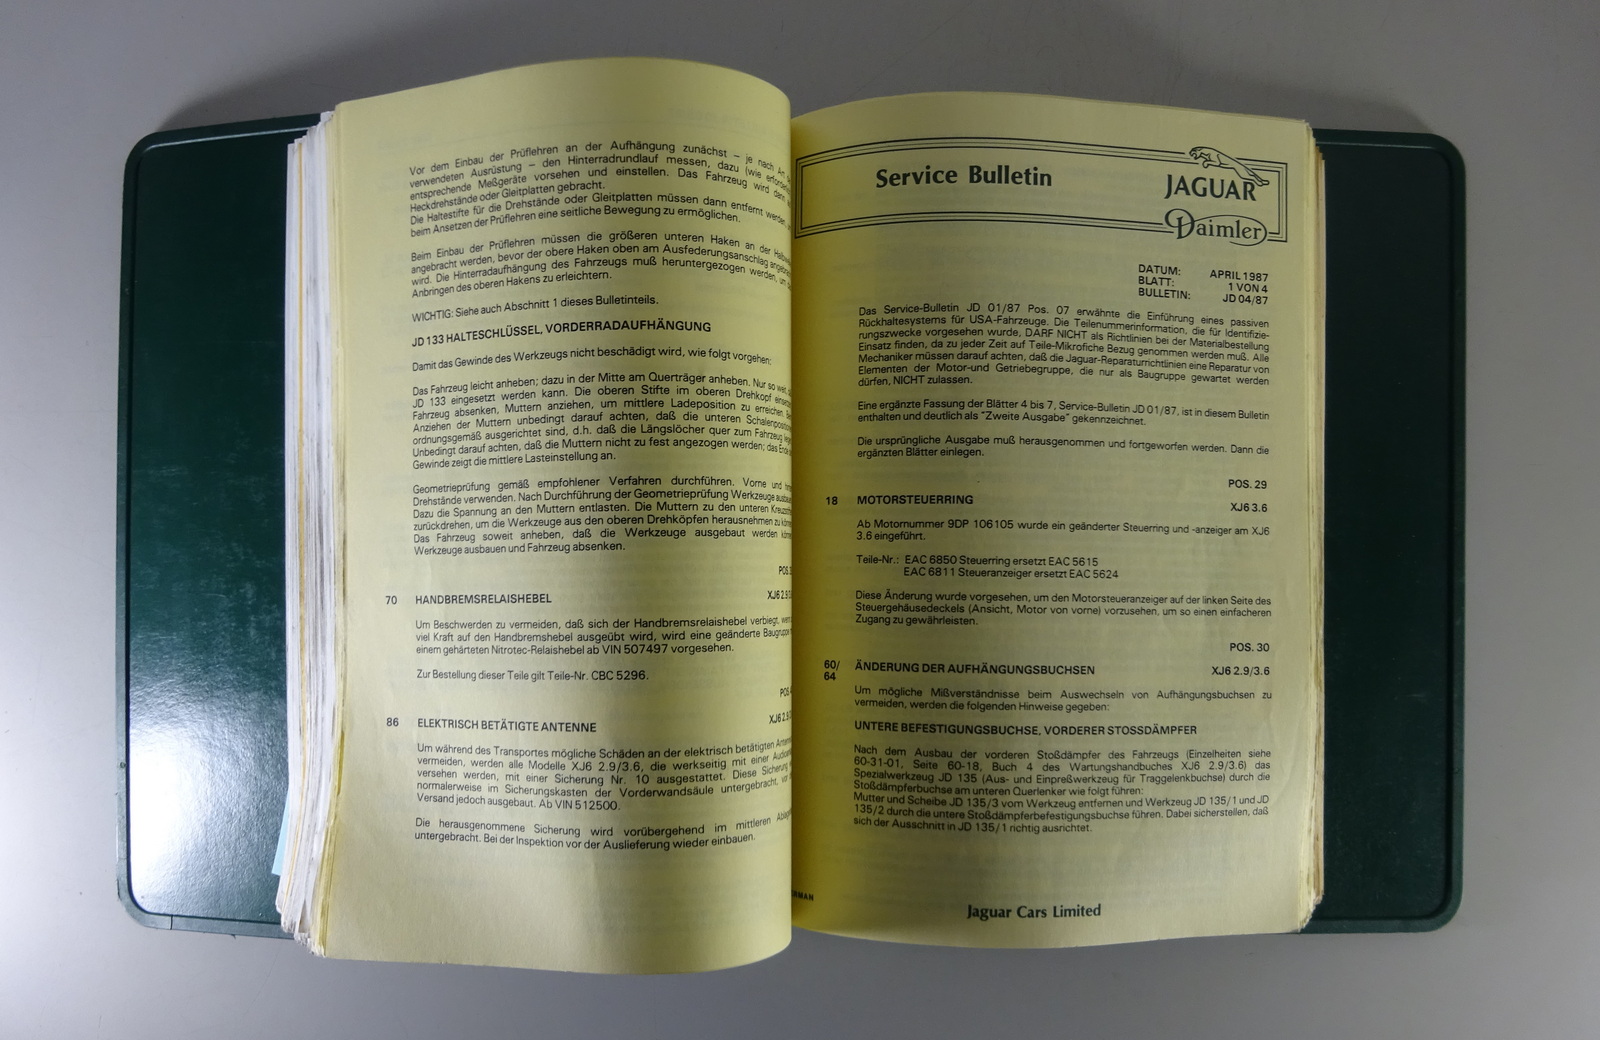 Vor dem Einbau der Prüflehren an der Aufhängung zunächst – je nach Art
verwendeten Ausrüstung – den Hinterradrundlauf messen, dazu (wie
entsprechende Meßgeräte vorsehen und einstellen. Das Fahrzeug wird dann
Heckdrehstände oder Gleitplatten gebracht.
Die Haltestifte für die Drehstände oder Gleitplatten müssen dann entfernt werden,
beim Ansetzen der Prüflehren eine seitliche Bewegung zu ermöglichen.
Beim Einbau der Prüflehren müssen die größeren unteren Haken an der
angebracht werden, bevor der obere Haken oben am Ausfederungsanschlag
wird. Die Hinterradaufhängung des Fahrzeugs muß heruntergezogen werden, um
Anbringen des oberen Hakens zu erleichtern.
WICHTIG: Siehe auch Abschnitt 1 dieses Bulletinteils.
JD 133 HALTESCHLÜSSEL, VORDERRADAUFHÄNGUNG
Damit das Gewinde des Werkzeugs nicht beschädigt wird, wie folgt vorgehen:
Das Fahrzeug leicht anheben; dazu in der Mitte am Querträger anheben. Nur so weit,
JD 133 eingesetzt werden kann. Die oberen Stifte im oberen Drehkopf
Fahrzeug absenken, Muttern anziehen, um mittlere Ladeposition zu erreichen.
Anziehen der Muttern unbedingt darauf achten, daß die unteren
ordnungsgemäß ausgerichtet sind, d.h. daß die Längslöcher quer zum Fahrzeug
Unbedingt darauf achten, daß die Muttern nicht zu fest angezogen werden; das Ende
Gewinde zeigt die mittlere Lasteinstellung an.
Geometrieprüfung gemäß empfohlener Verfahren durchführen. Vorne und
Drehstände verwenden. Nach Durchführung der Geometrieprüfung Werkzeuge
Dazu die Spannung an den Muttern entlasten. Die Muttern zu den unteren
zurückdrehen, um die Werkzeuge aus den oberen Drehköpfen herausnehmen zu
Das Fahrzeug soweit anheben, daß die Werkzeuge ausgebaut werden
Werkzeuge ausbauen und Fahrzeug absenken.
POS.
XJ6 2.9/
70 HANDBREMSRELAISHEBEL
Um Beschwerden zu vermeiden, daß sich der Handbremsrelaishebel verbiegt,
viel Kraft auf den Handbremshebel ausgeübt wird, wird eine geänderte Baugruppe
einem gehärteten Nitrotec-Relaishebel ab VIN 507497 vorgesehen.
Zur Bestellung dieser Teile gilt Teile-Nr. CBC 5296.
POS.
XJ6 2.9/
86 ELEKTRISCH BETÄTIGTE ANTENNE
Um während des Transportes mögliche Schäden an der elektrisch betätigten
vermeiden, werden alle Modelle XJ6 2.9/3.6, die werkseitig mit einer
versehen werden, mit einer Sicherung Nr. 10 ausgestattet. Diese Sicherung
normalerweise im Sicherungskasten der Vorderwandsäule untergebracht,
Versand jedoch ausgebaut. Ab VIN 512500.
Die herausgenommene Sicherung wird vorübergehend im mittleren
untergebracht. Bei der Inspektion vor der Auslieferung wieder einbauen.
Service Bulletin
JAGUAR
Daimler
DATUM: APRIL 1987
BLATT: 1 VON 4
BULLETIN: JD 04/87
Das Service-Bulletin JD 01/87 Pos. 07 erwähnte die Einführung eines passiven
Rückhaltesystems für USA-Fahrzeuge. Die Teilenummerinformation, die für Identifizie-
rungszwecke vorgesehen wurde, DARF NICHT als Richtlinien bei der Materialbestellung
Einsatz finden, da zu jeder Zeit auf Teile-Mikrofiche Bezug genommen werden muß. Alle
Mechaniker müssen darauf achten, daß die Jaguar-Reparaturrichtlinien eine Reparatur von
Elementen der Motor-und Getriebegruppe, die nur als Baugruppe gewartet werden
dürfen, NICHT zulassen.
Eine ergänzte Fassung der Blätter 4 bis 7, Service-Bulletin JD 01/87, ist in diesem Bulletin
enthalten und deutlich als "Zweite Ausgabe" gekennzeichnet.
Die ursprüngliche Ausgabe muß herausgenommen und fortgeworfen werden. Dann die
ergänzten Blätter einlegen.
POS. 29
18 MOTORSTEUERRING XJ6 3.6
Ab Motornummer 9DP 106105 wurde ein geänderter Steuerring und -anzeiger am XJ6
3.6 eingeführt.
Teile-Nr.: EAC 6850 Steuerring ersetzt EAC 5615
EAC 6811 Steueranzeiger ersetzt EAC 5624
Diese Änderung wurde vorgesehen, um den Motorsteueranzeiger auf der linken Seite des
Steuergehäusedeckels (Ansicht, Motor von vorne) vorzusehen, um so einen einfacheren
Zugang zu gewährleisten.
POS. 30
60/
64 ÄNDERUNG DER AUFHÄNGUNGSBUCHSEN XJ6 2.9/3.6
Um mögliche Mißverständnisse beim Auswechseln von Aufhängungsbuchsen zu
vermeiden, werden die folgenden Hinweise gegeben:
UNTERE BEFESTIGUNGSBUCHSE, VORDERER STOSSDÄMPFER
Nach dem Ausbau der vorderen Stoßdämpfer des Fahrzeugs (Einzelheiten siehe
60-31-01, Seite 60-18, Buch 4 des Wartungshandbuches XJ6 2.9/3.6) das
Spezialwerkzeug JD 135 (Aus- und Einpreßwerkzeug für Traggelenkbuchse) durch die
Stoßdämpferbuchse am unteren Querlenker wie folgt führen:
Mutter und Scheibe JD 135/3 vom Werkzeug entfernen und Werkzeug JD 135/1 und JD
135/2 durch die untere Stoßdämpferbefestigungsbuchse führen. Dabei sicherstellen, daß
sich der Ausschnitt in JD 135/1 richtig ausrichtet.
Jaguar Cars Limited